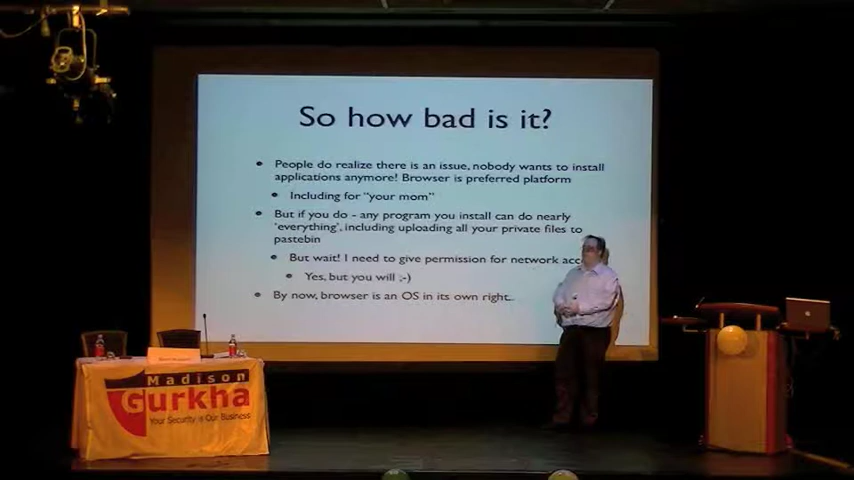 So how bad is it?
• People do realize there is an issue, nobody wants to install
applications anymore! Browser is preferred platform
• Including for "your mom"
• But if you do - any program you install can do nearly
'everything', including uploading all your private files to
pastebin
• But wait! I need to give permission for network acc
• Yes, but you will ;-)
• By now, browser is an OS in its own right...
Madison
Gurkha
Your Security is Our Business